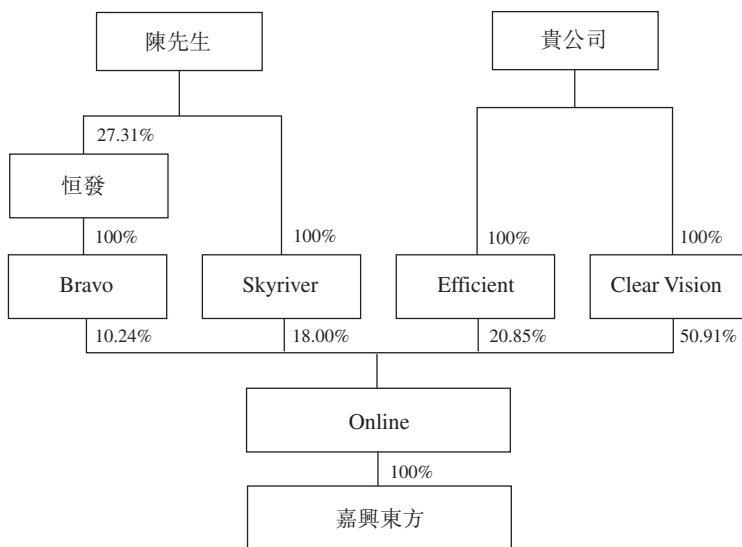 陳先生
貴公司
27.31%
恒發
100%
100%
100%
100%
Bravo
Skyriver
Efficient
Clear Vision
10.24%
18.00%
20.85%
50.91%
Online
100%
嘉興東方